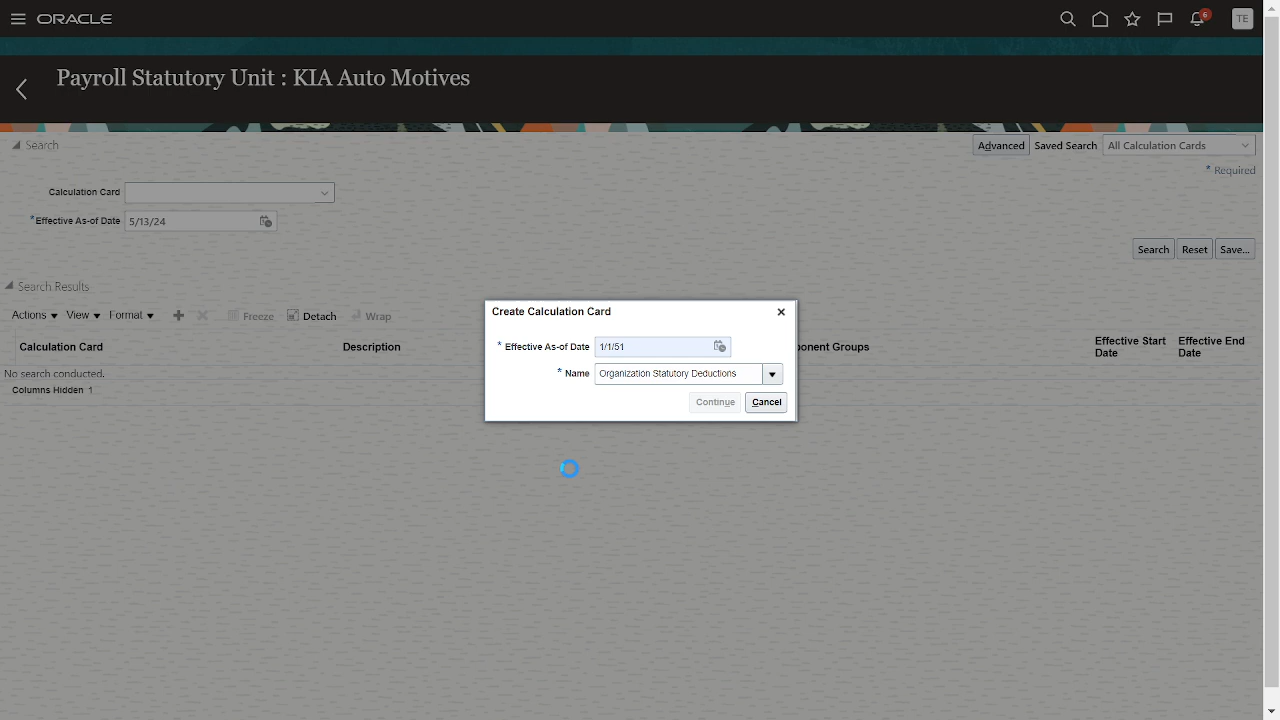 ORACLE
6
TE
Payroll Statutory Unit : KIA Auto Motives
Search
Advanced Saved Search All Calculation Cards
* Required
Calculation Card
*Effective As-of Date 5/13/24
Search Reset Save...
Search Results
Actions View Format Freeze Detach Wrap
Calculation Card Description onent Groups Effective Start Date Effective End Date
No search conducted.
Columns Hidden 1
Create Calculation Card
* Effective As-of Date 1/1/51
* Name Organization Statutory Deductions
Continue Cancel